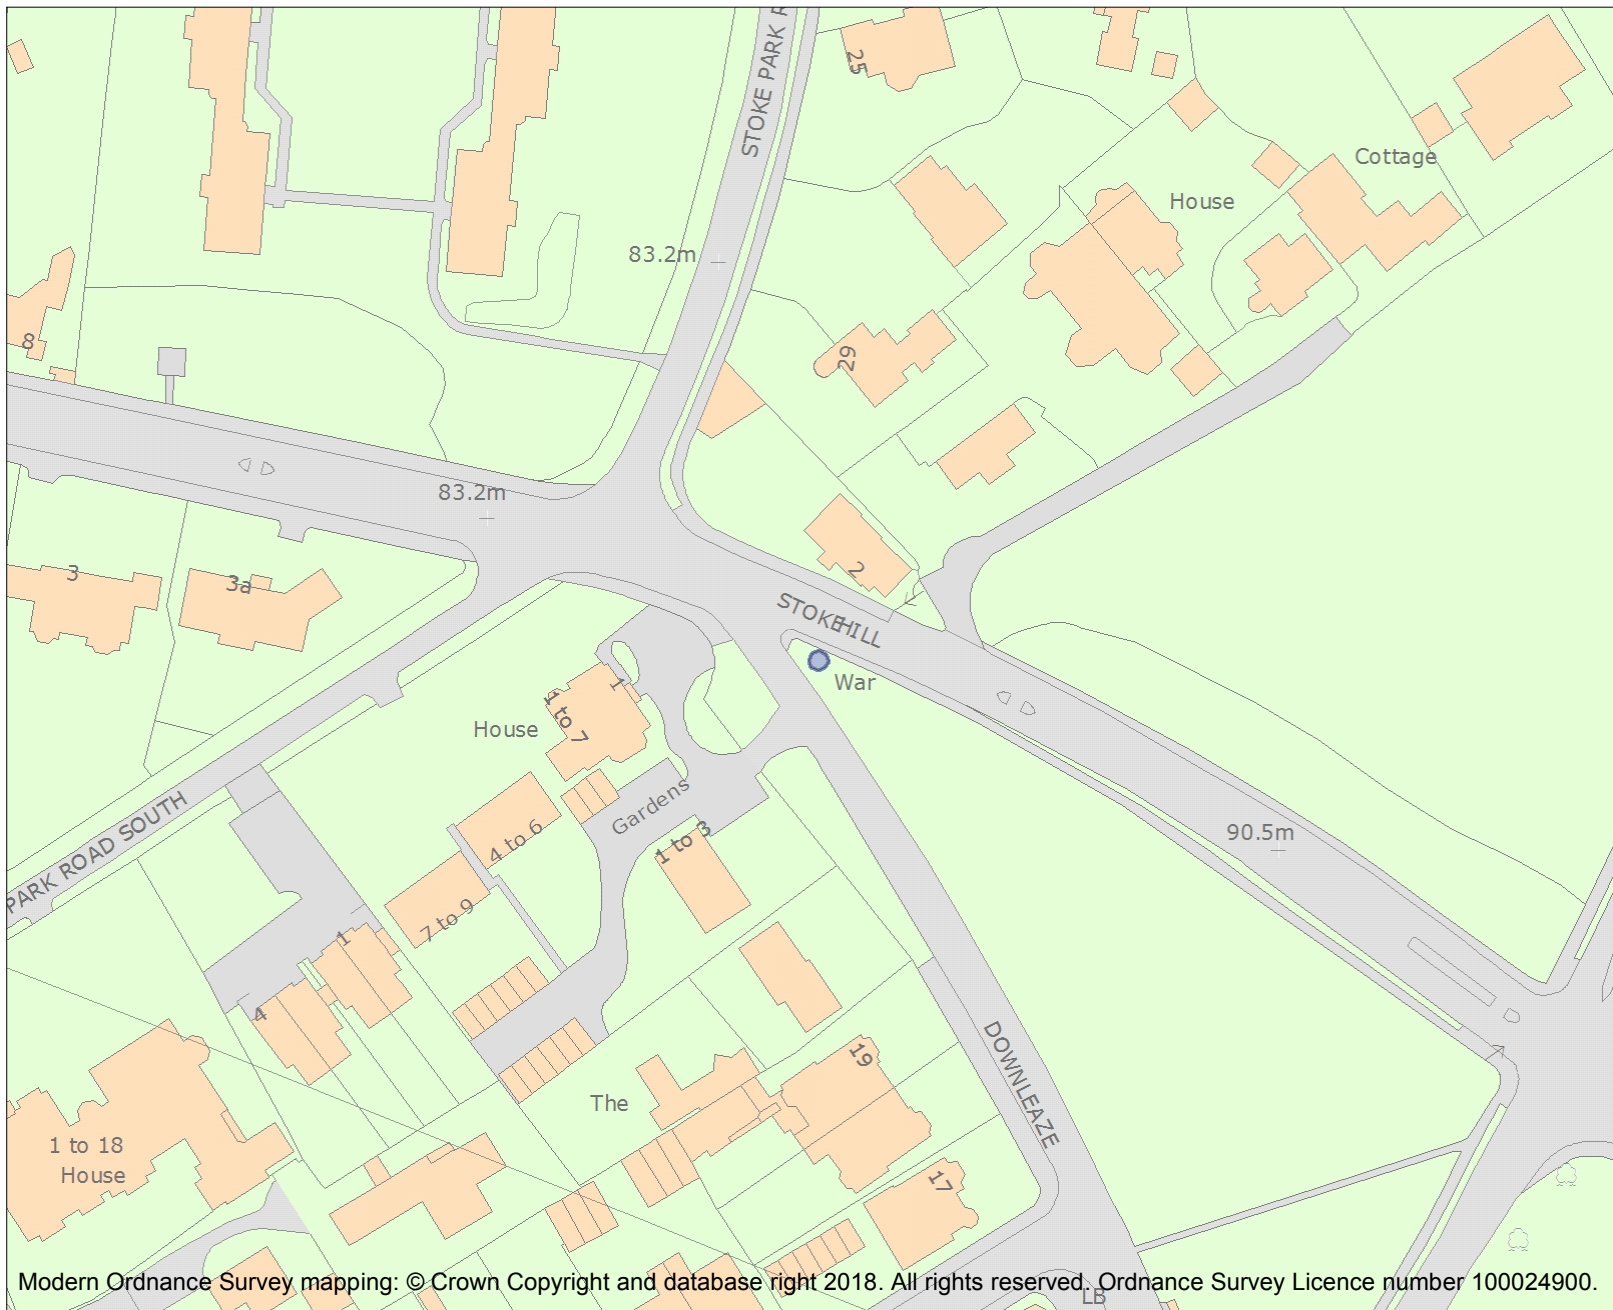 STOKE PARK R
25
Cottage
House
83.2m
8
29
83.2m
3
3a
2
STOKE HILL
War
1
1 to 7
House
Gardens
PARK ROAD SOUTH
4 to 6
1 to 3
90.5m
7 to 9
1
4
DOWNLEAZE
19
The
1 to 18
House
17
LB
Modern Ordnance Survey mapping: © Crown Copyright and database right 2018. All rights reserved. Ordnance Survey Licence number 100024900.